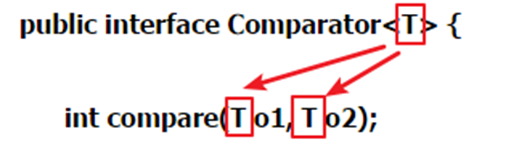 public interface Comparator<T> {
int compare(T o1, T o2);